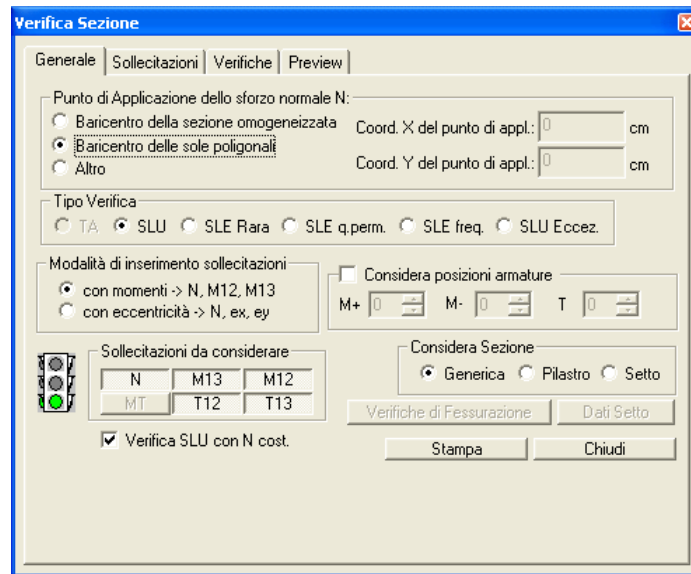 Verifica Sezione
Generale Sollecitazioni Verifiche Preview
Punto di Applicazione dello sforzo normale N:
Baricentro della sezione omogeneizzata
Coord. X del punto di appl.: 0 cm
Baricentro delle sole poligonali
Coord. Y del punto di appl.: 0 cm
Altro
Tipo Verifica
TA SLU SLE Rara SLE q.perm. SLE freq. SLU Eccez.
Modalità di inserimento sollecitazioni
con momenti -> N, M12, M13
con eccentricità -> N, ex, ey
Considera posizioni armature
M+ 0 M- 0 T 0
Sollecitazioni da considerare
N M13 M12
MT T12 T13
Considera Sezione
Generica Pilastro Setto
Verifiche di Fessurazione Dati Setto
Verifica SLU con N cost.
Stampa Chiudi